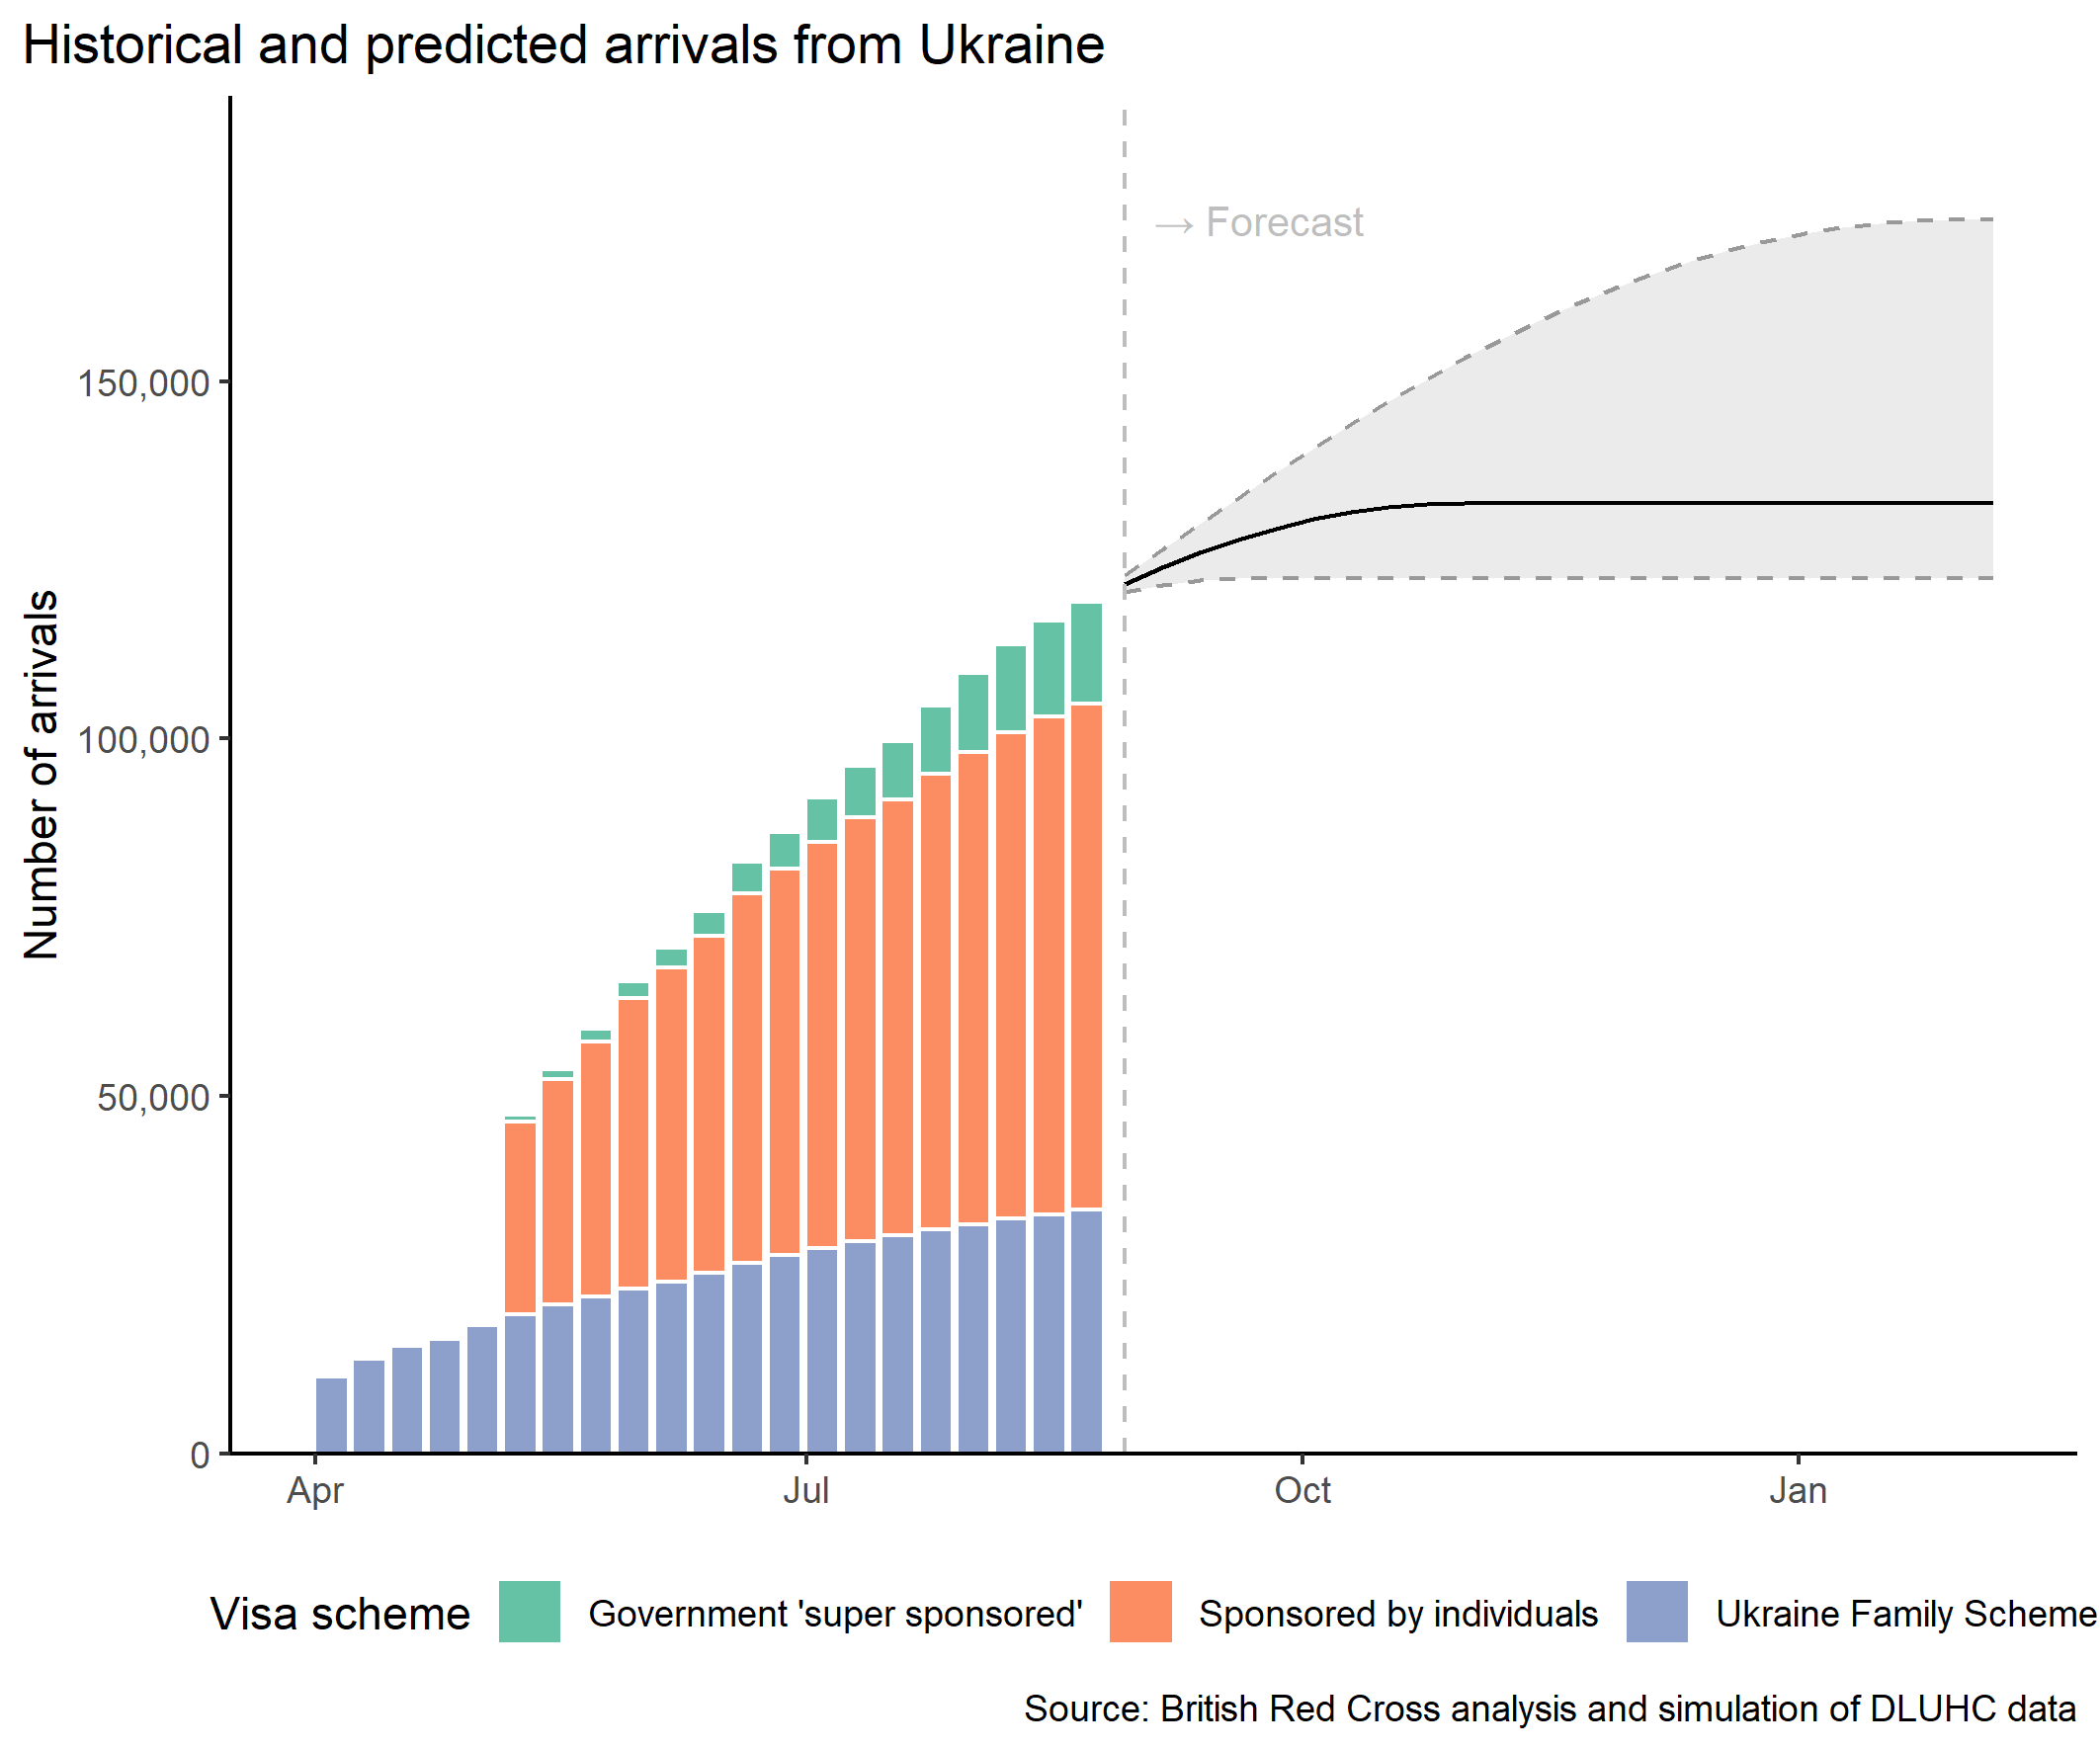 Historical and predicted arrivals from Ukraine
→ Forecast
Number of arrivals
150,000
100,000
50,000
0
Apr Jul Oct Jan
Visa scheme Government 'super sponsored' Sponsored by individuals Ukraine Family Scheme
Source: British Red Cross analysis and simulation of DLUHC data